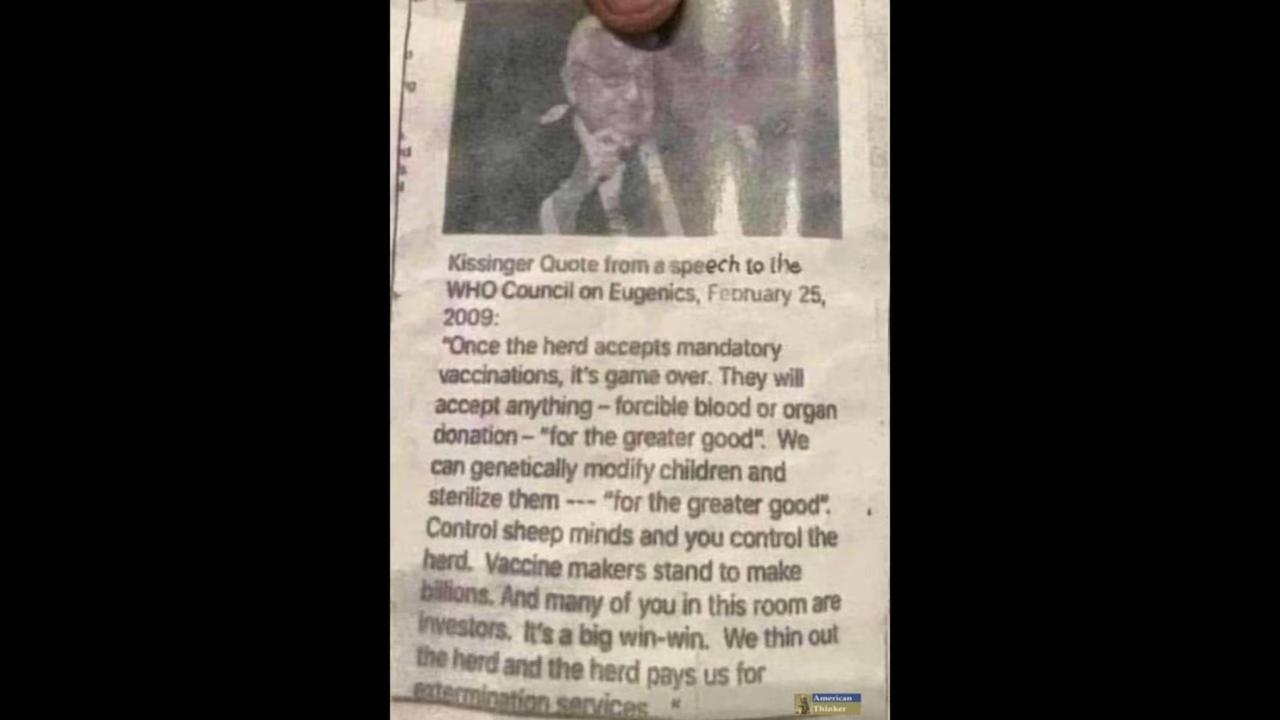 Kissinger Quote from a speech to the
WHO Council on Eugenics, February 25,
2009:
"Once the herd accepts mandatory
vaccinations, it's game over. They will
accept anything – forcible blood or organ
donation – "for the greater good". We
can genetically modify children and
sterilize them --- "for the greater good".
Control sheep minds and you control the
herd. Vaccine makers stand to make
billions. And many of you in this room are
investors. It's a big win-win. We thin out
the herd and the herd pays us for
extermination services "
American
Thinker